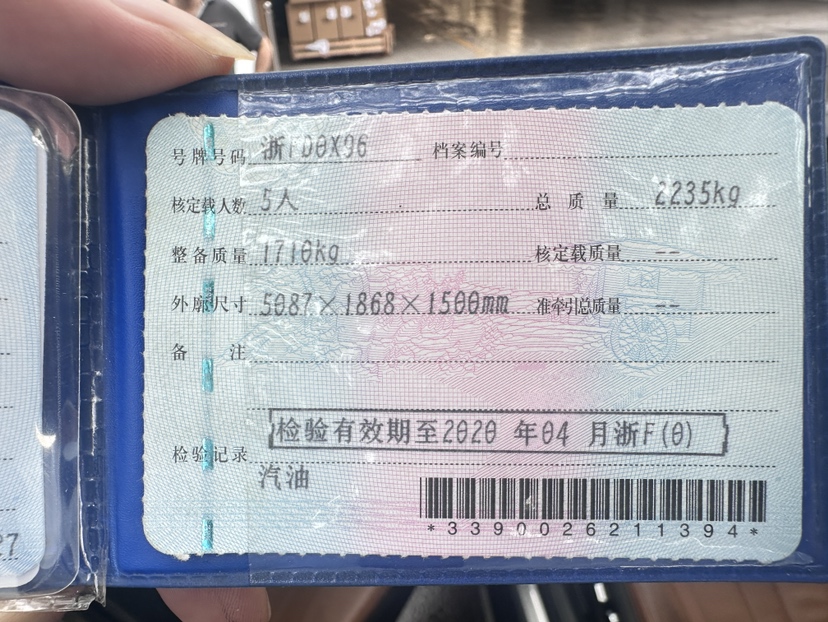 号牌号码 浙FD0X96 档案编号
核定载人数 5人 总质量 2235kg
整备质量 1710kg 核定载质量 --
外廓尺寸 5087×1868×1500mm 准牵引总质量 --
备注
检验记录 检验有效期至2020 年04 月浙F(0)
汽油
*3390026211394*
27